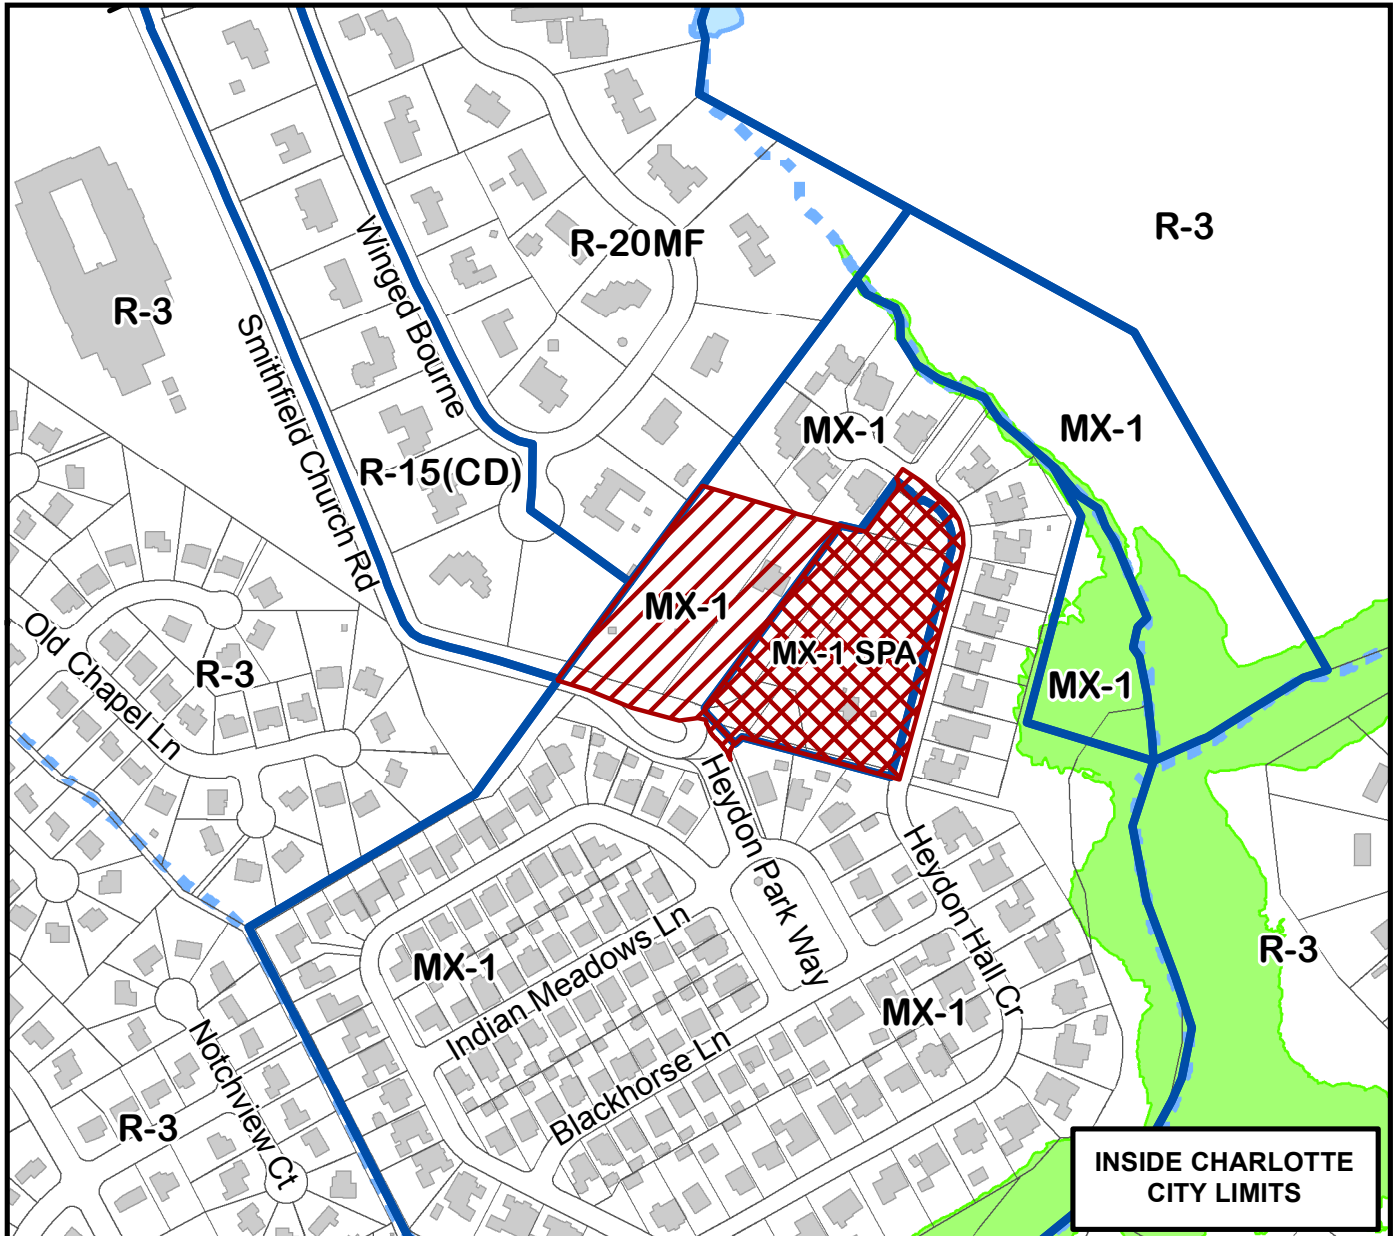 R-3
R-20MF
Winged Bourne
R-3
Smithfield Church Rd
MX-1
MX-1
R-15(CD)
MX-1
MX-1 SPA
Old Chapel Ln
R-3
MX-1
Heydon Park Way
Heydon Hall Cr
MX-1
Indian Meadows Ln
R-3
MX-1
Notchview Ct
Blackhorse Ln
R-3
INSIDE CHARLOTTE
CITY LIMITS